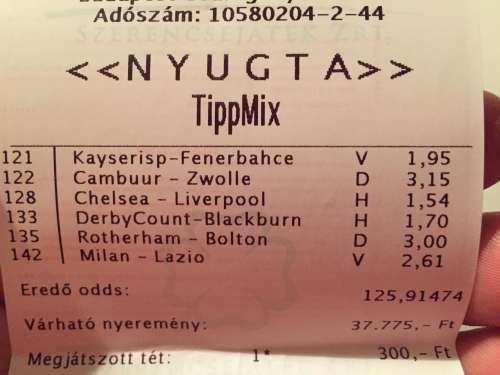 Adószám: 10580204-2-44
SZERENCSEJÁTÉK ZRT.
<<NYUGTA>>
TippMix
121 Kayserisp-Fenerbahce V 1,95
122 Cambuur - Zwolle D 3,15
128 Chelsea - Liverpool H 1,54
133 DerbyCount-Blackburn H 1,70
135 Rotherham - Bolton D 3,00
142 Milan - Lazio V 2,61
Eredő odds: 125,91474
Várható nyeremény: 37.775,- Ft
Megjátszott tét: 1* 300,- Ft